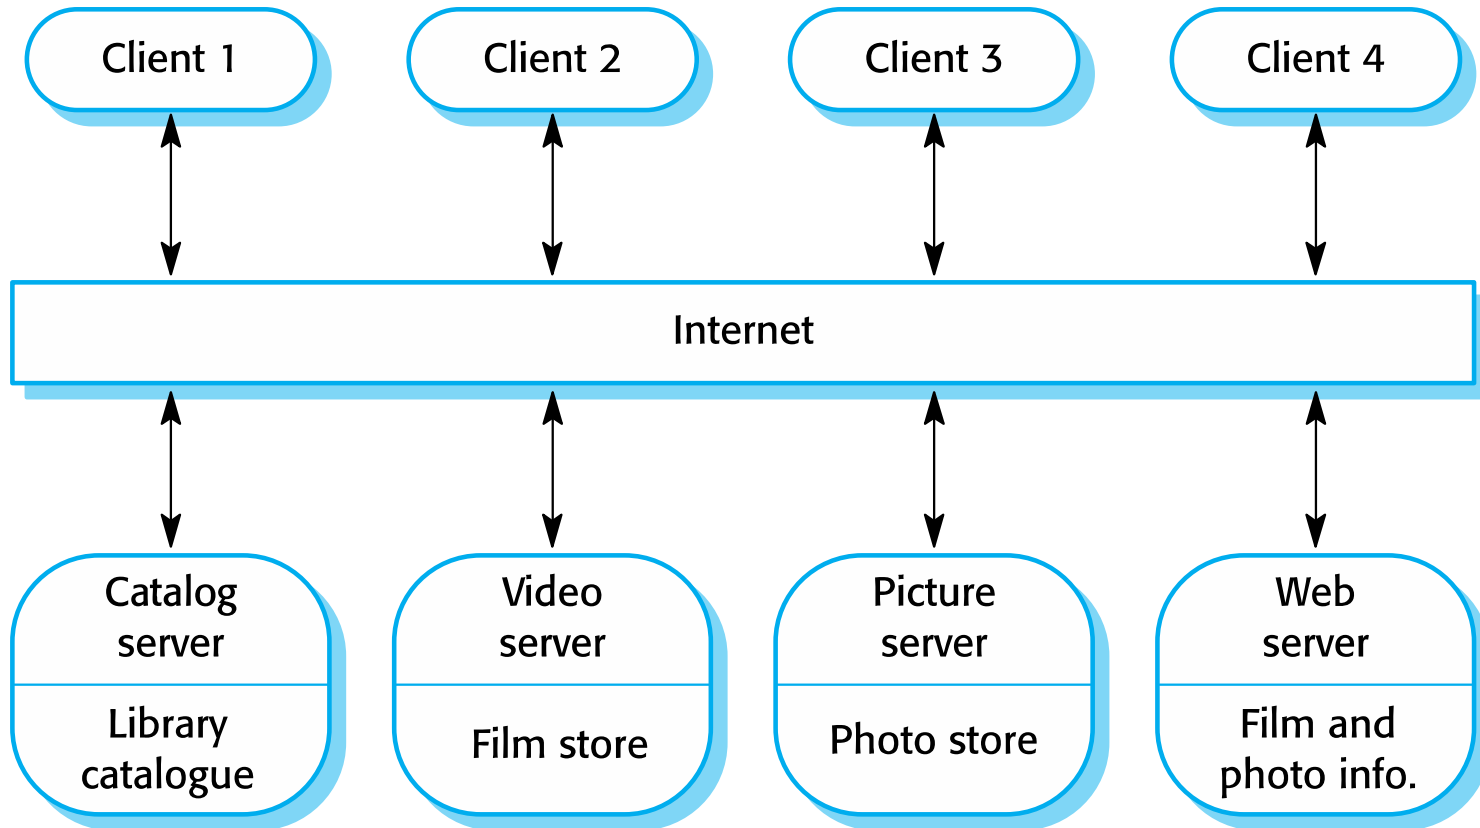 Client 1
Client 2
Client 3
Client 4
Internet
Catalog
server
Library
catalogue
Video
server
Film store
Picture
server
Photo store
Web
server
Film and
photo info.